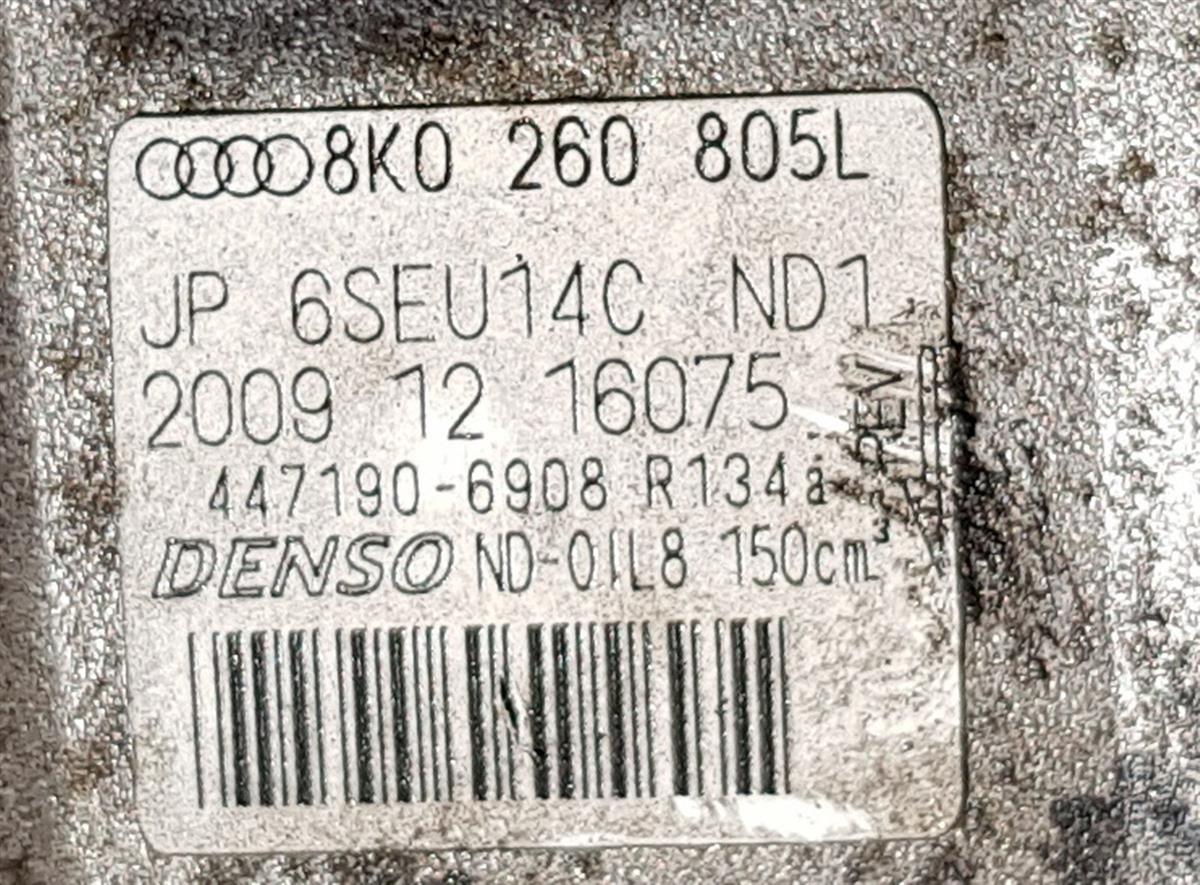 8K0 260 805L
JP 6SEU14C ND1
2009 12 16075
447190-6908 R134a
DENSO ND-OIL8 150cm³